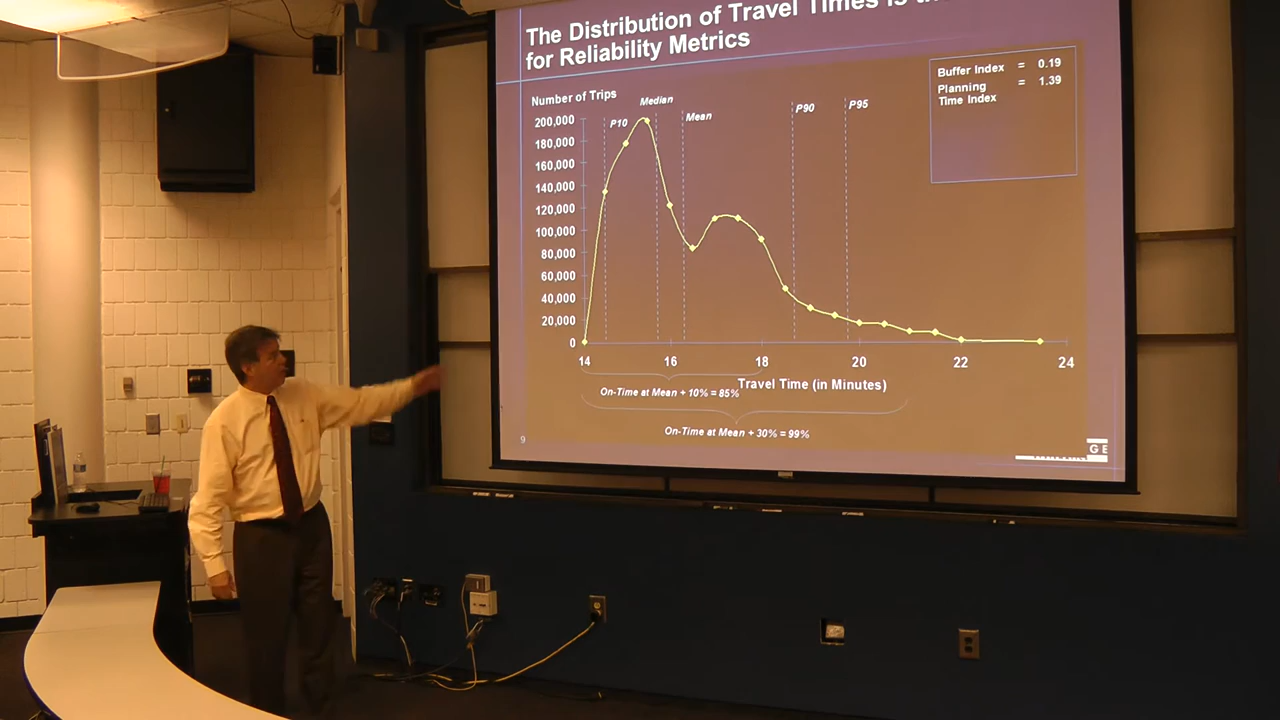 The Distribution of Travel Times is
for Reliability Metrics
Buffer Index = 0.19
Planning = 1.39
Time Index
Number of Trips
Median
P10
Mean
P90
P95
200,000
180,000
160,000
140,000
120,000
100,000
80,000
60,000
40,000
20,000
0
14 16 18 20 22 24
Travel Time (in Minutes)
On-Time at Mean + 10% = 85%
On-Time at Mean + 30% = 99%
9
GE